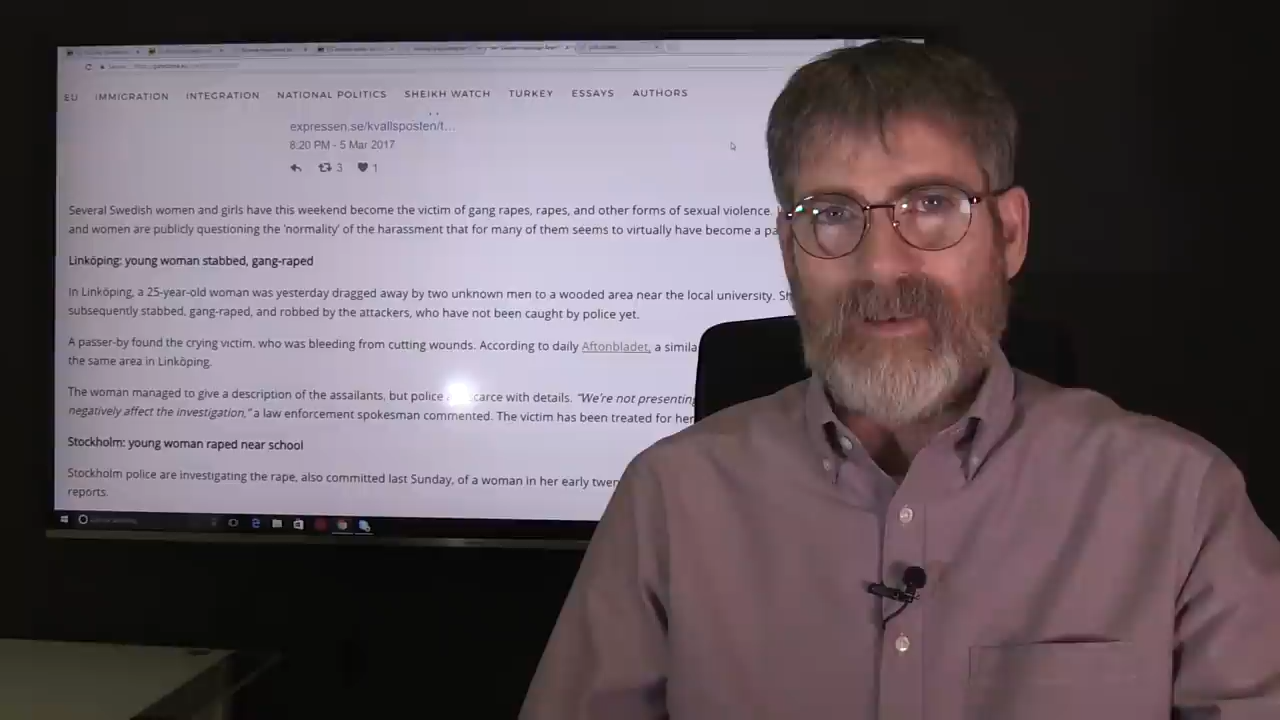 EU IMMIGRATION INTEGRATION NATIONAL POLITICS SHEIKH WATCH TURKEY ESSAYS AUTHORS
expressen.se/kvallsposten/t...
8:20 PM - 5 Mar 2017
3 1
Several Swedish women and girls have this weekend become the victim of gang rapes, rapes, and other forms of sexual violence.
and women are publicly questioning the 'normality' of the harassment that for many of them seems to virtually have become a pa
Linköping: young woman stabbed, gang-raped
In Linköping, a 25-year-old woman was yesterday dragged away by two unknown men to a wooded area near the local university. Sh
subsequently stabbed, gang-raped, and robbed by the attackers, who have not been caught by police yet.
A passer-by found the crying victim, who was bleeding from cutting wounds. According to daily Aftonbladet, a simila
the same area in Linköping.
The woman managed to give a description of the assailants, but police carce with details. “We're not presenting
negatively affect the investigation,” a law enforcement spokesman commented. The victim has been treated for her
Stockholm: young woman raped near school
Stockholm police are investigating the rape, also committed last Sunday, of a woman in her early twen
reports.